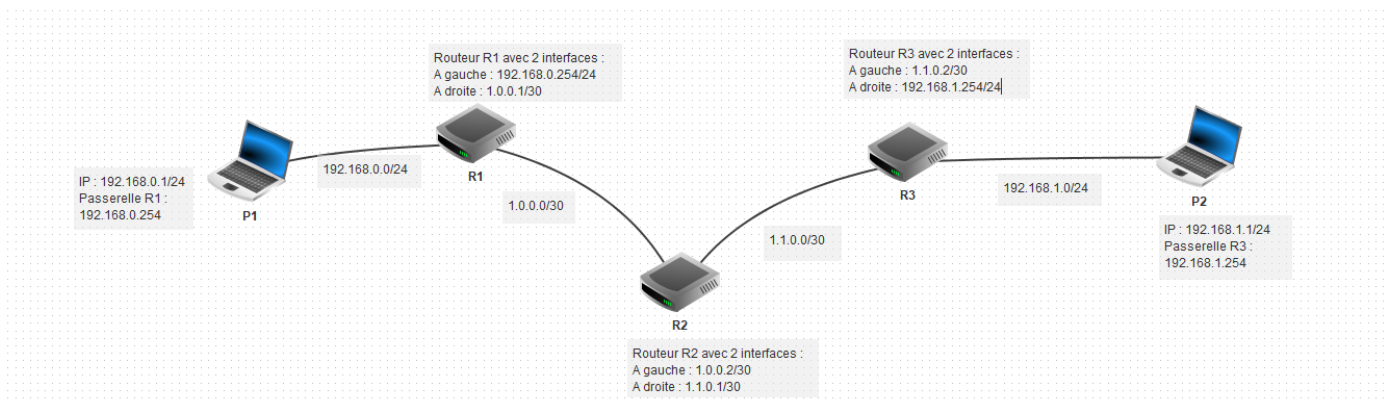 Routeur R1 avec 2 interfaces :
A gauche : 192.168.0.254/24
A droite : 1.0.0.1/30
Routeur R3 avec 2 interfaces :
A gauche : 1.1.0.2/30
A droite : 192.168.1.254/24
IP : 192.168.0.1/24
Passerelle R1 :
192.168.0.254
P1
192.168.0.0/24
R1
1.0.0.0/30
R2
Routeur R2 avec 2 interfaces :
A gauche : 1.0.0.2/30
A droite : 1.1.0.1/30
1.1.0.0/30
R3
192.168.1.0/24
P2
IP : 192.168.1.1/24
Passerelle R3 :
192.168.1.254